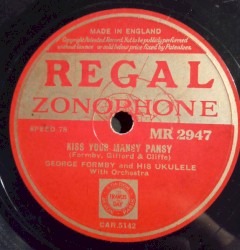 MADE IN ENGLAND
REGAL
ZONOPHONE
SPEED 78
MR 2947
KISS YOUR MANSY PANSY
(Formby, Gifford & Cliffe)
GEORGE FORMBY and HIS UKULELE
With Orchestra
CAR.5142